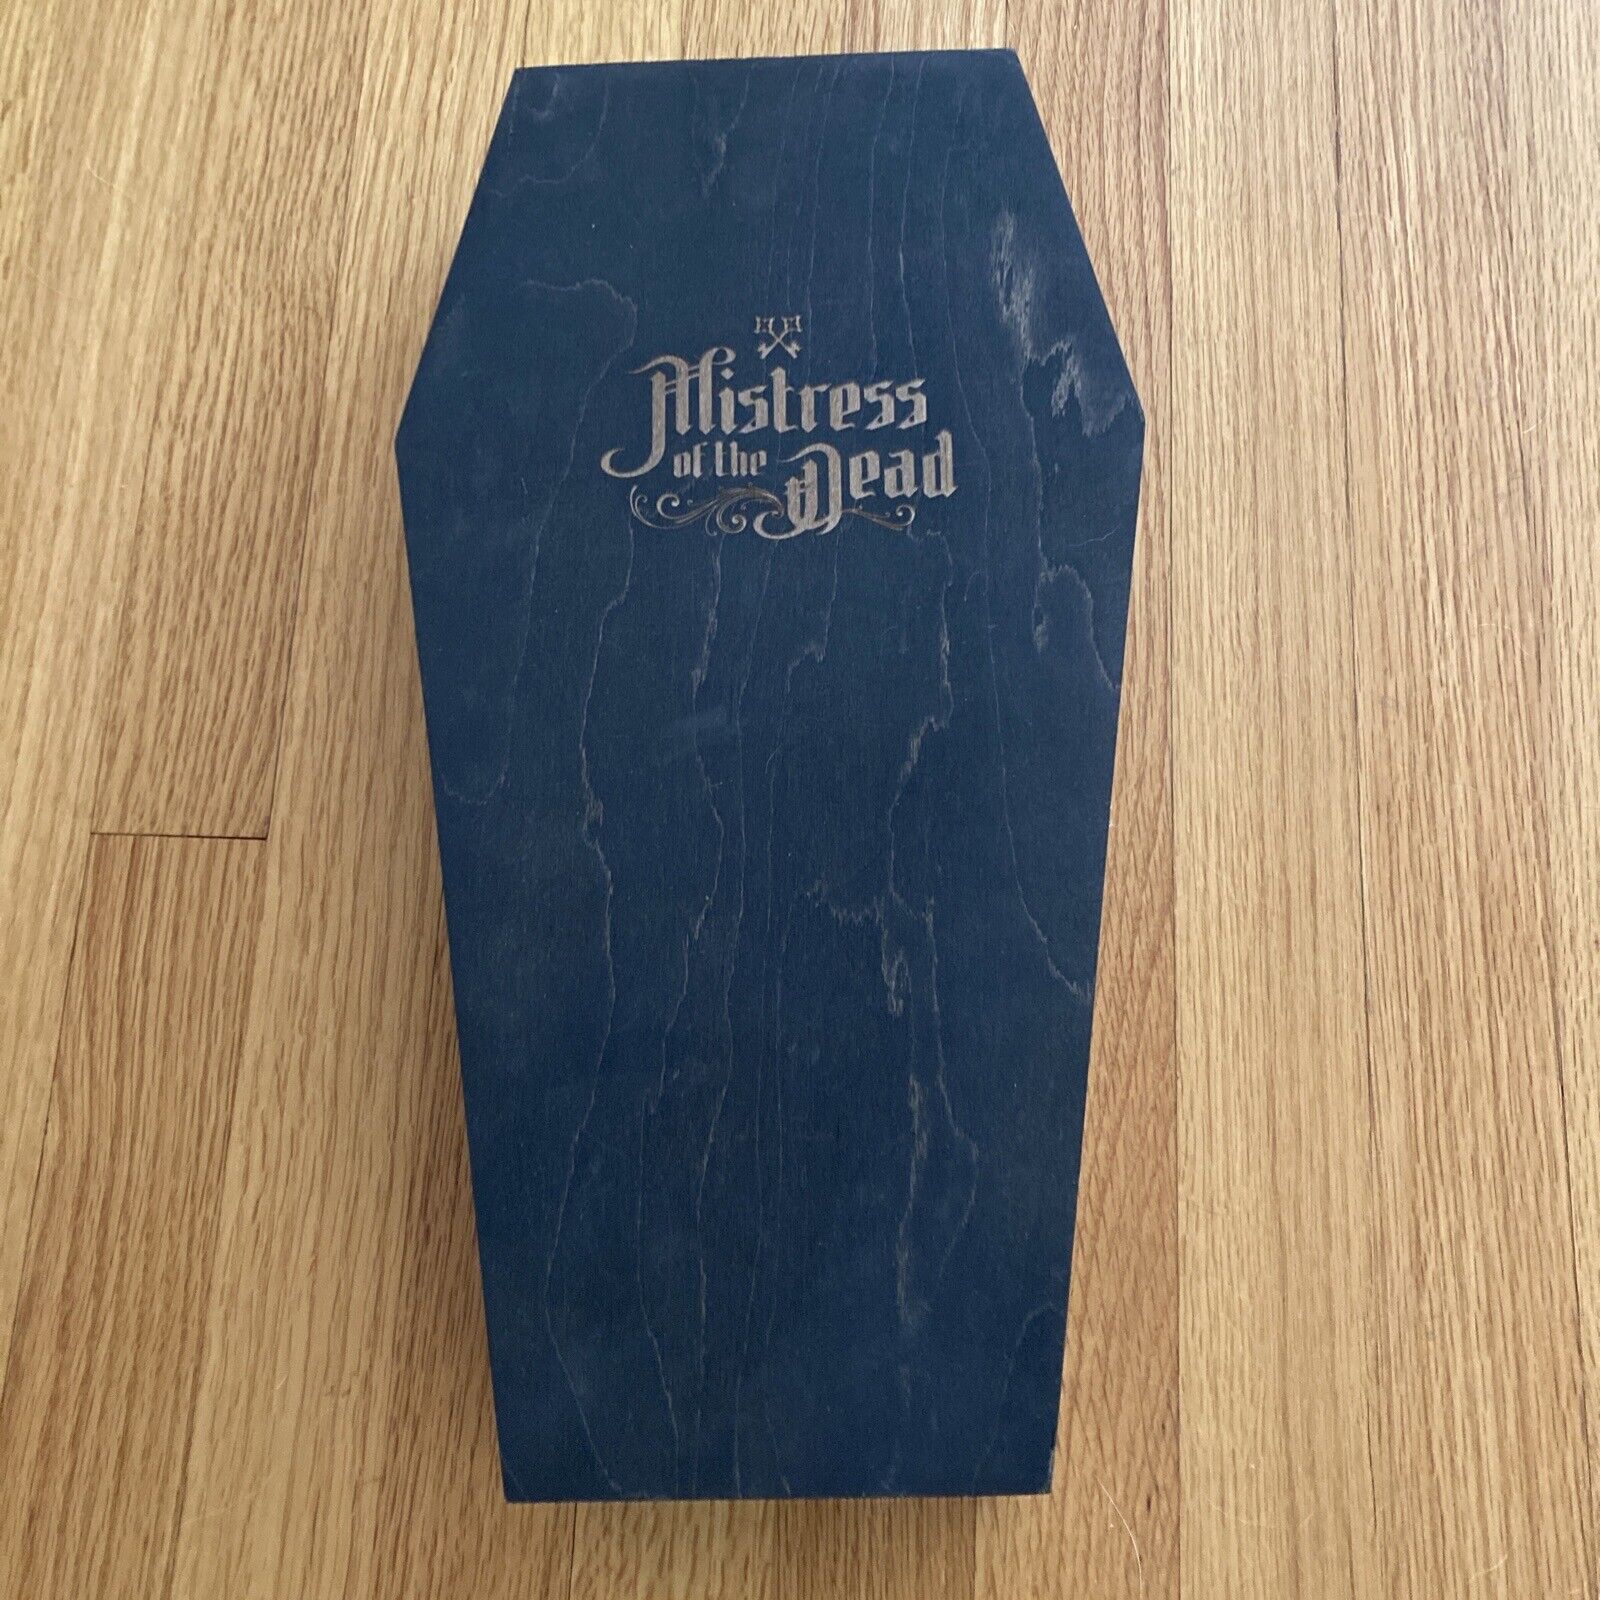 Mistress
of the Dead